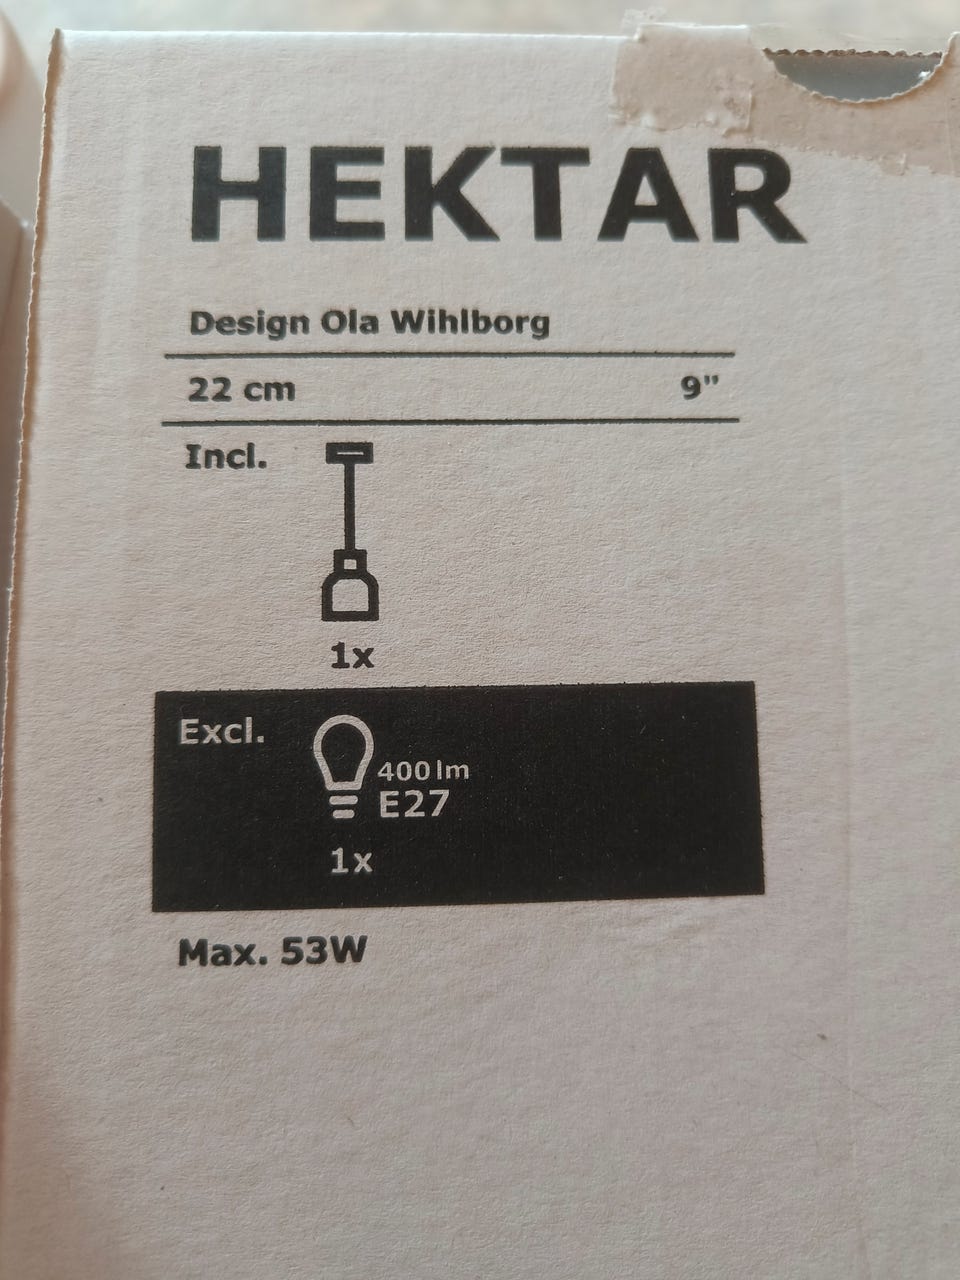 HEKTAR
Design Ola Wihlborg
22 cm 9"
Incl.
1x
Excl.
400 lm
E27
1x
Max. 53W